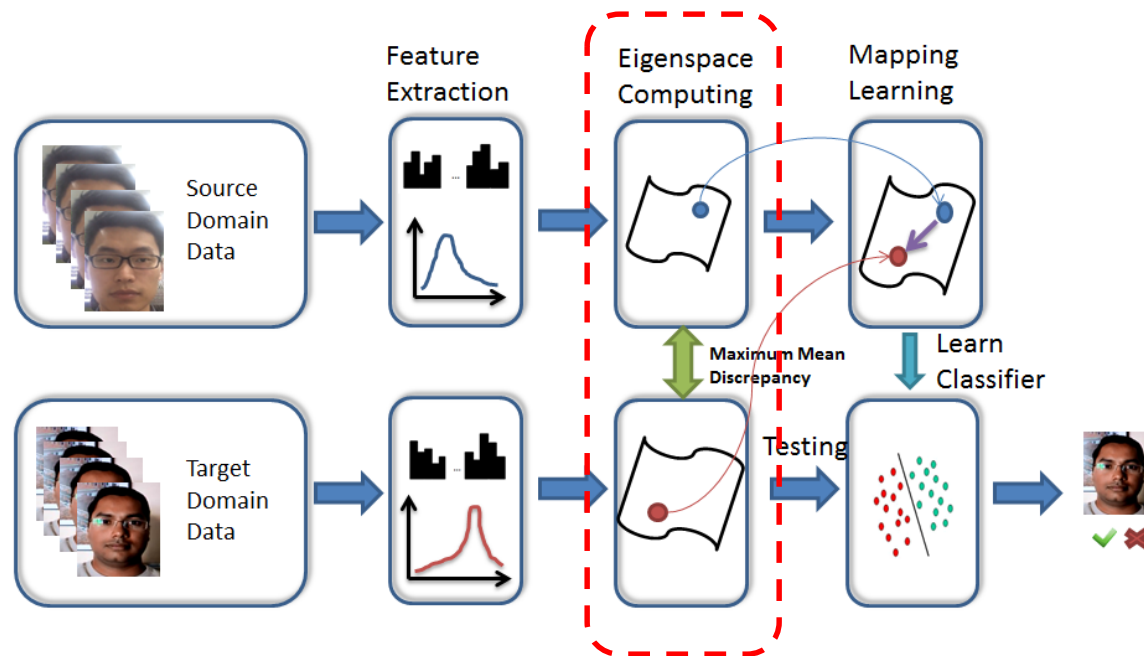 Feature
Extraction
Eigenspace
Computing
Mapping
Learning
Source
Domain
Data
...
Maximum Mean
Discrepancy
Learn
Classifier
Target
Domain
Data
...
Testing